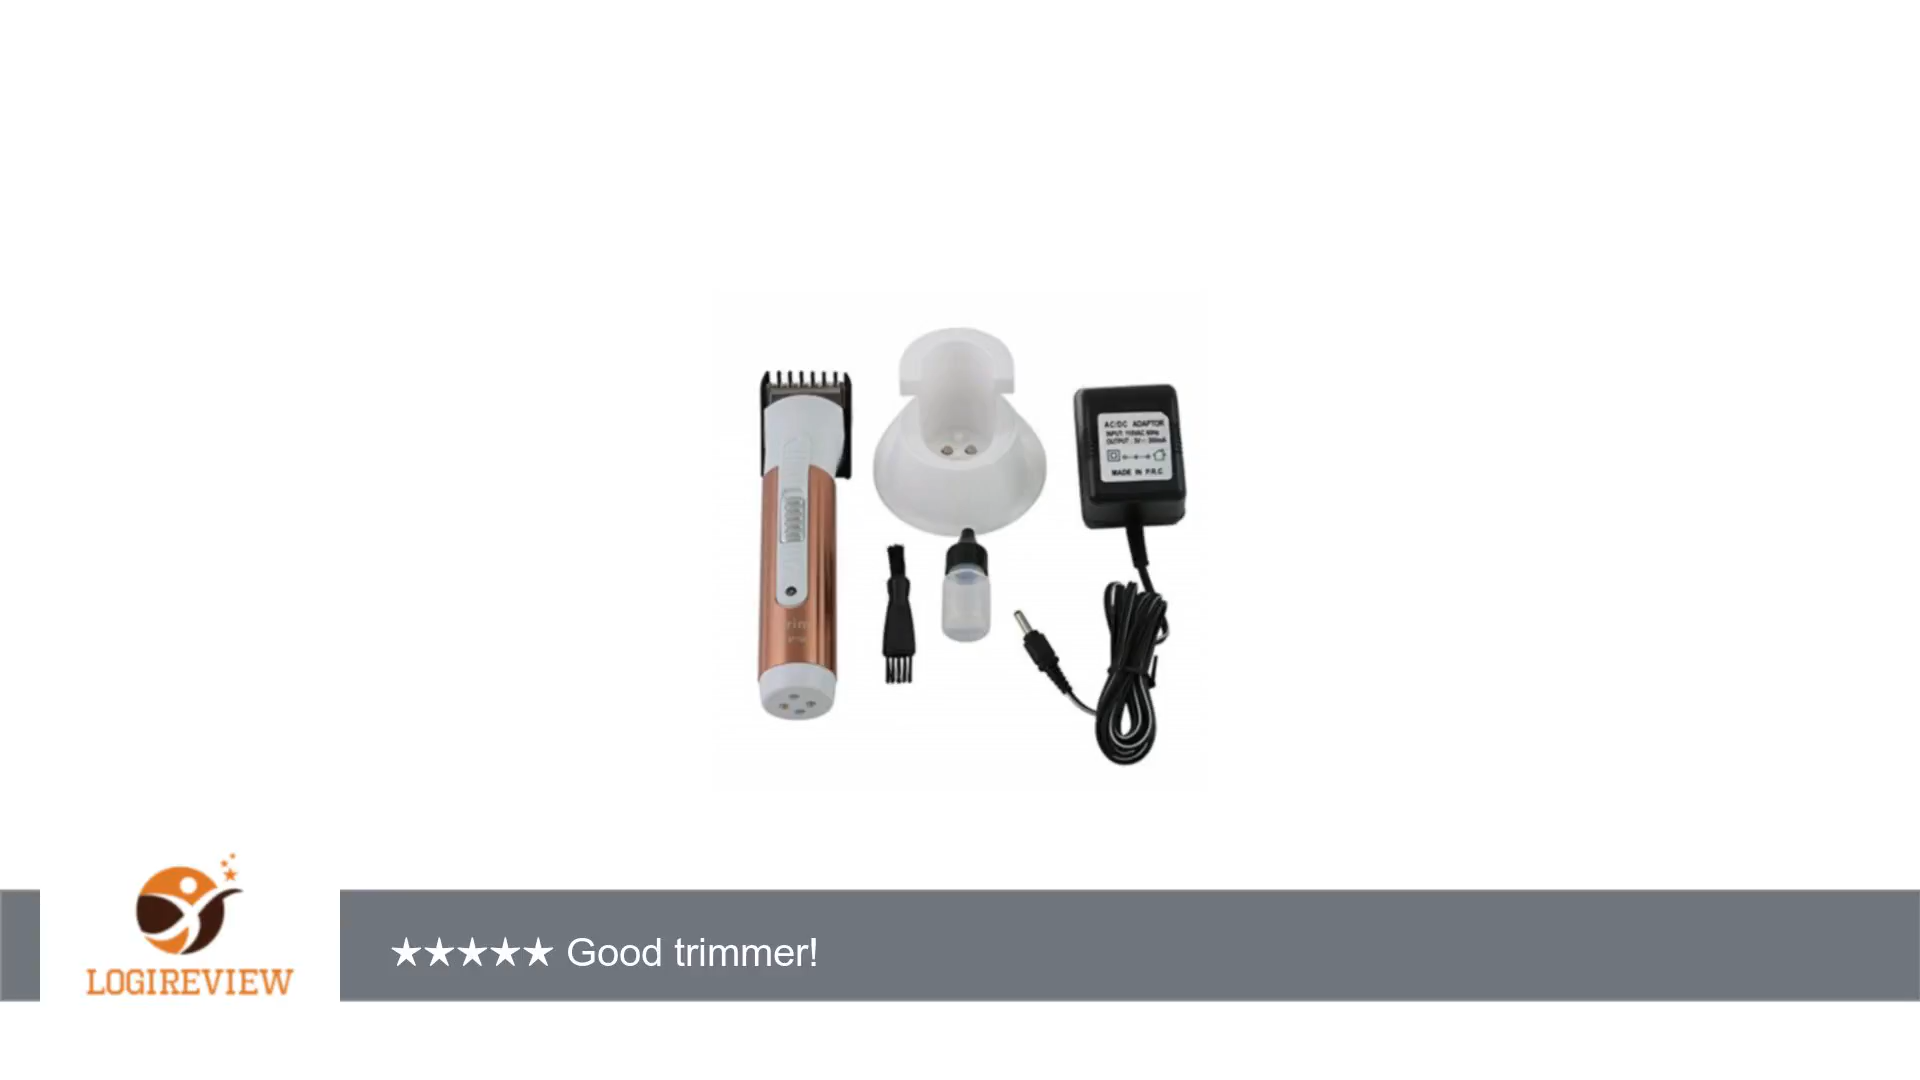 AC/DC ADAPTOR
MADE IN P.R.C
★★★★★ Good trimmer!
LOGIREVIEW